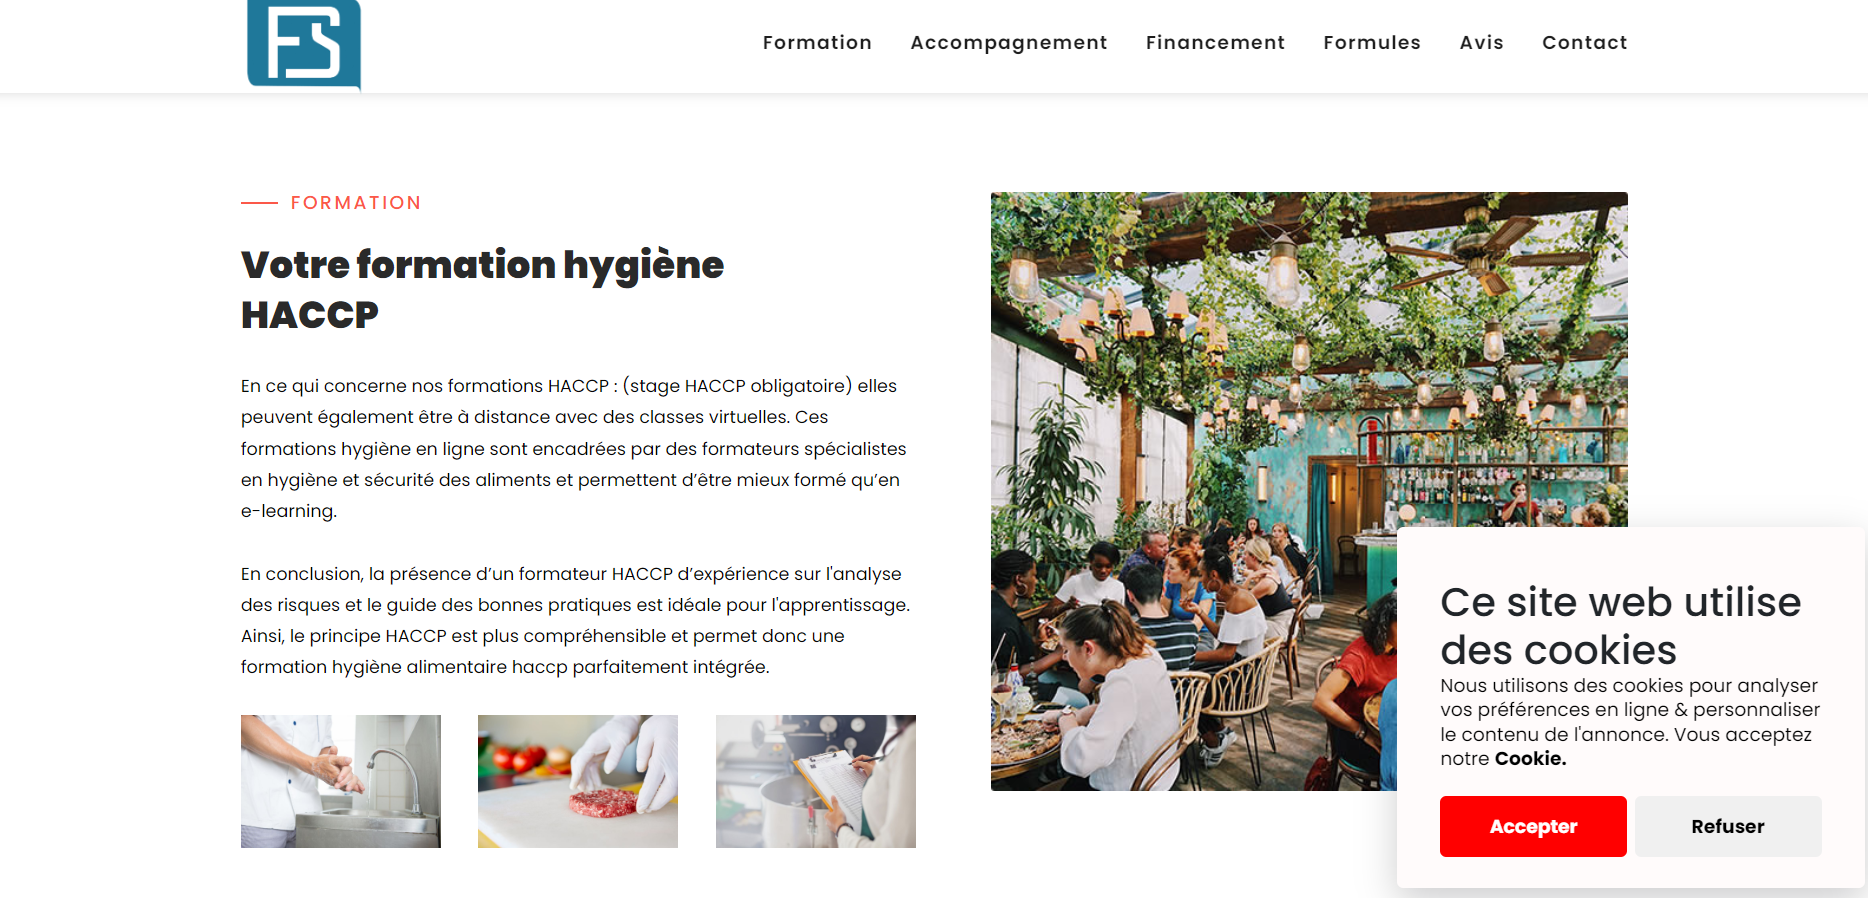 FS
Formation Accompagnement Financement Formules Avis Contact
FORMATION
Votre formation hygiène
HACCP
En ce qui concerne nos formations HACCP : (stage HACCP obligatoire) elles
peuvent également être à distance avec des classes virtuelles. Ces
formations hygiène en ligne sont encadrées par des formateurs spécialistes
en hygiène et sécurité des aliments et permettent d’être mieux formé qu’en
e-learning.
En conclusion, la présence d’un formateur HACCP d’expérience sur l'analyse
des risques et le guide des bonnes pratiques est idéale pour l'apprentissage.
Ainsi, le principe HACCP est plus compréhensible et permet donc une
formation hygiène alimentaire haccp parfaitement intégrée.
Ce site web utilise
des cookies
Nous utilisons des cookies pour analyser
vos préférences en ligne & personnaliser
le contenu de l'annonce. Vous acceptez
notre Cookie.
Accepter Refuser